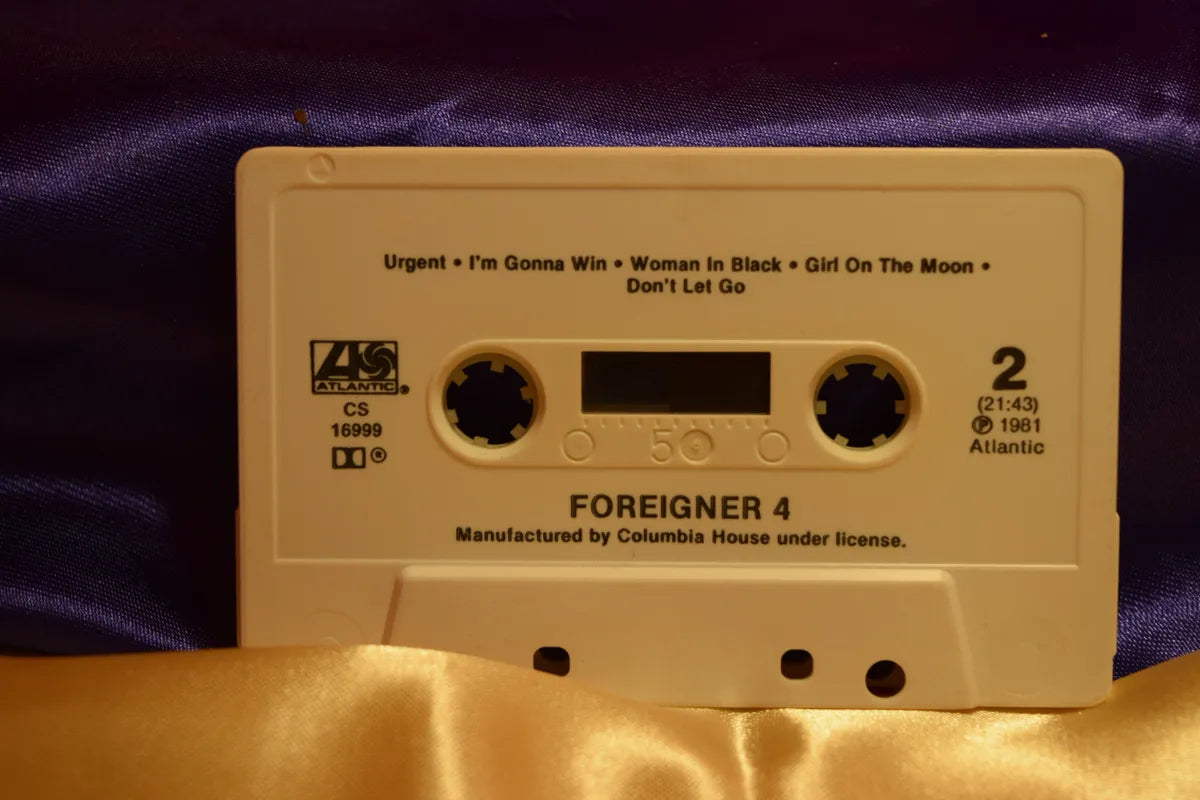 Urgent • I'm Gonna Win • Woman In Black • Girl On The Moon •
Don't Let Go
ATLANTIC®
CS
16999
®
50
2
(21:43)
℗ 1981
Atlantic
FOREIGNER 4
Manufactured by Columbia House under license.